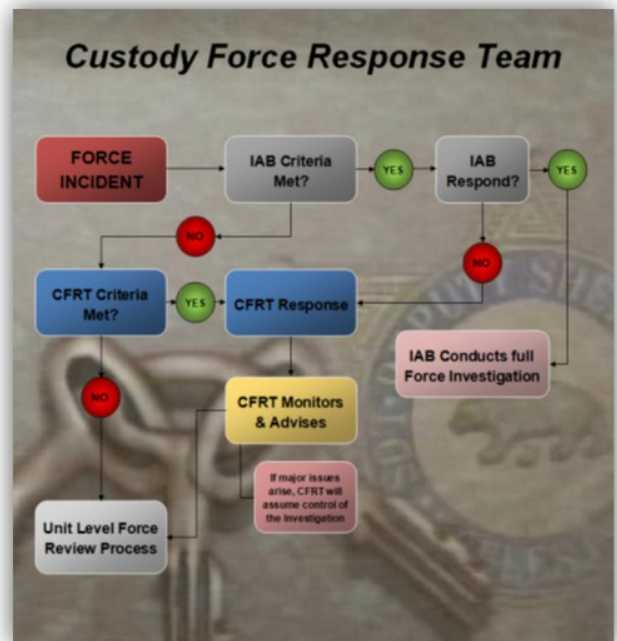 Custody Force Response Team
FORCE
INCIDENT
IAB Criteria
Met?
YES
IAB
Respond?
YES
NO
NO
CFRT Criteria
Met?
YES
CFRT Response
IAB Conducts full
Force Investigation
NO
CFRT Monitors
& Advises
If major issues
arise, CFRT will
assume control of
the Investigation
Unit Level Force
Review Process